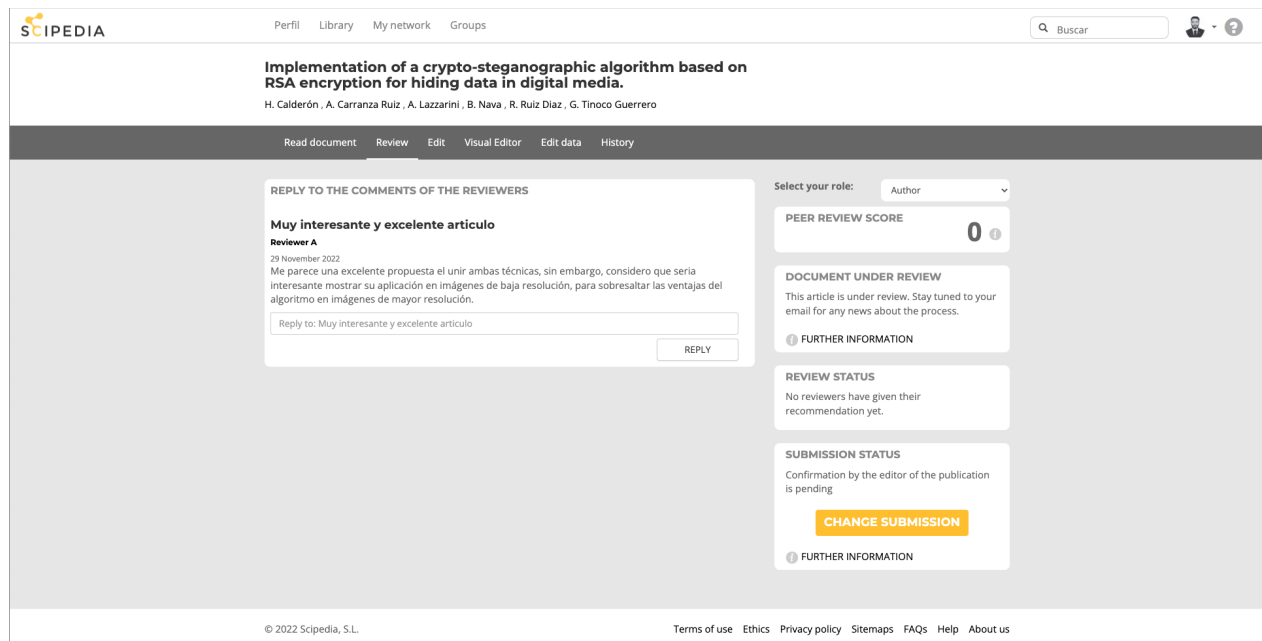 SCIPEDIA
Perfil Library My network Groups
Buscar
Implementation of a crypto-steganographic algorithm based on
RSA encryption for hiding data in digital media.
H. Calderón , A. Carranza Ruiz , A. Lazzarini , B. Nava , R. Ruiz Diaz , G. Tinoco Guerrero
Read document Review Edit Visual Editor Edit data History
REPLY TO THE COMMENTS OF THE REVIEWERS
Muy interesante y excelente articulo
Reviewer A
29 November 2022
Me parece una excelente propuesta el unir ambas técnicas, sin embargo, considero que seria
interesante mostrar su aplicación en imágenes de baja resolución, para sobresaltar las ventajas del
algoritmo en imágenes de mayor resolución.
Reply to: Muy interesante y excelente articulo
REPLY
Select your role: Author
PEER REVIEW SCORE
0
DOCUMENT UNDER REVIEW
This article is under review. Stay tuned to your
email for any news about the process.
FURTHER INFORMATION
REVIEW STATUS
No reviewers have given their
recommendation yet.
SUBMISSION STATUS
Confirmation by the editor of the publication
is pending
CHANGE SUBMISSION
FURTHER INFORMATION
© 2022 Scipedia, S.L.
Terms of use Ethics Privacy policy Sitemaps FAQs Help About us